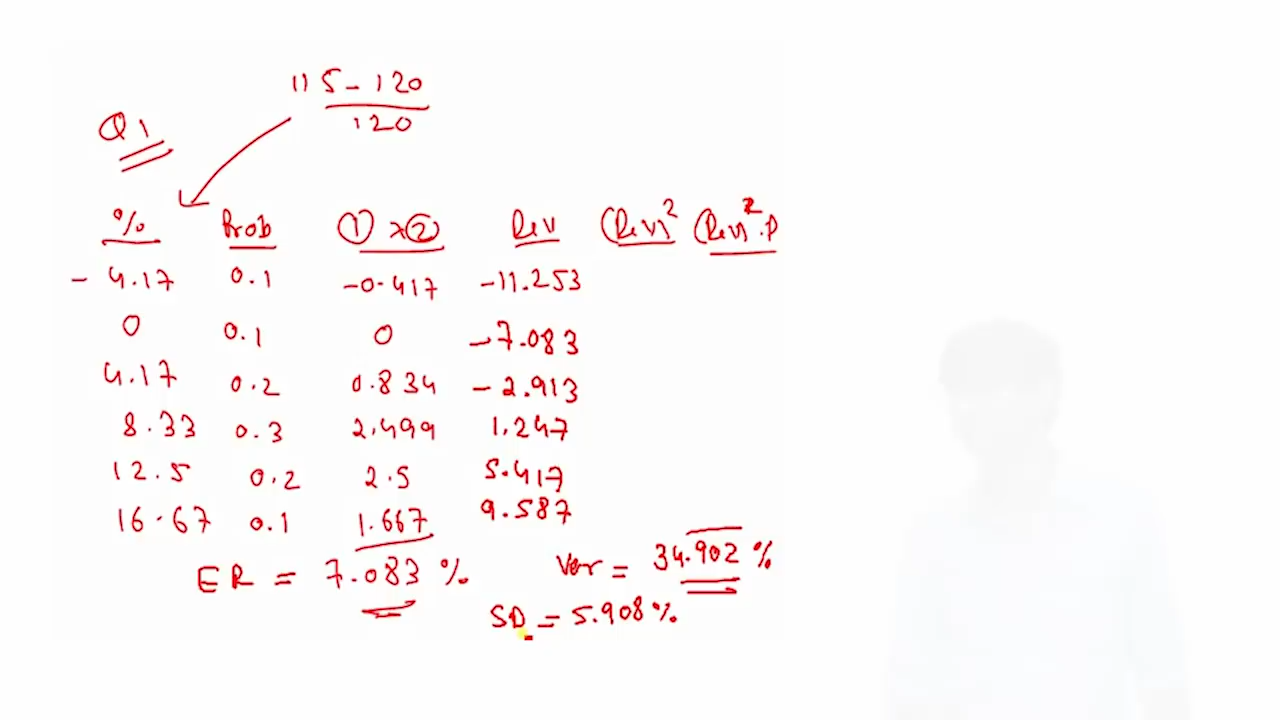 115 - 120
120
Q1
% Prob ① × ② Dev (Dev)² (Dev)².P
- 4.17 0.1 -0.417 -11.253
0 0.1 0 -7.083
4.17 0.2 0.834 -2.913
8.33 0.3 2.499 1.247
12.5 0.2 2.5 5.417
16.67 0.1 1.667 9.587
ER = 7.083 % Var = 34.902 %
SD = 5.908 %